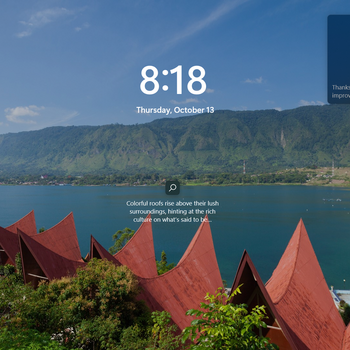 8:18
Thursday, October 13
Thanks
improv
Colorful roofs rise above their lush
surroundings, hinting at the rich
culture on what's said to be...